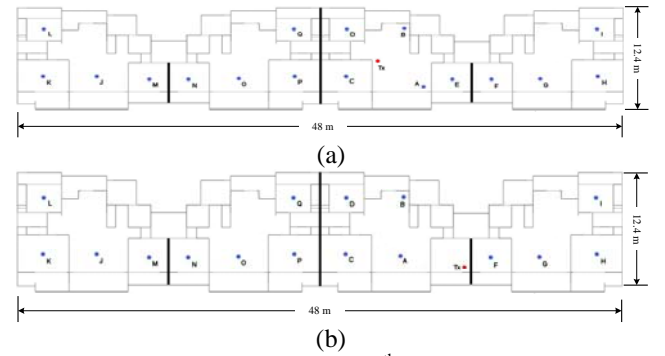 L Q D B I
Tx
12.4 m
K J M N O P C A E F G H
48 m
(a)
L Q D B I
12.4 m
K J M N O P C A Tx F G H
48 m
(b)